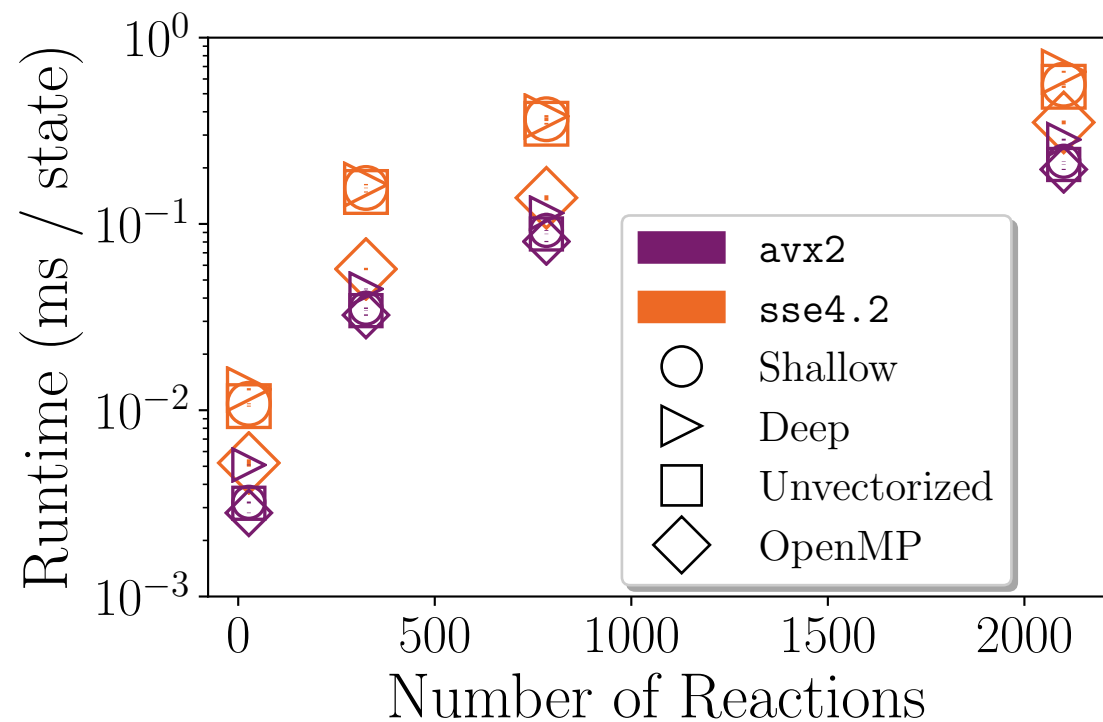 Runtime (ms / state)
10^0
10^−1
10^−2
10^−3
0 500 1000 1500 2000
Number of Reactions
avx2
sse4.2
Shallow
Deep
Unvectorized
OpenMP